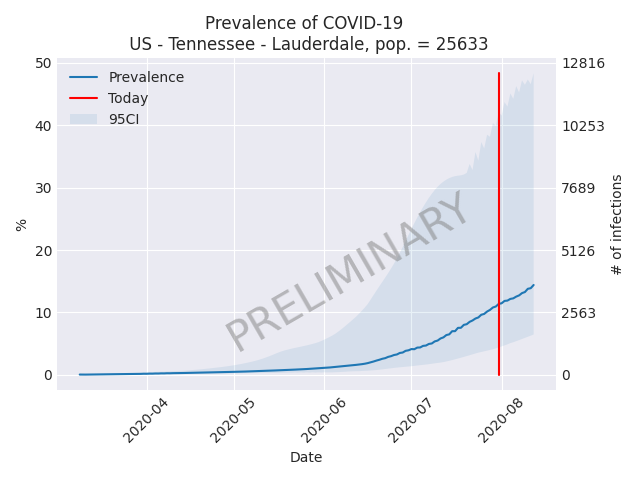 Prevalence of COVID-19
US - Tennessee - Lauderdale, pop. = 25633
Prevalence
Today
95CI
50
40
30
20
10
0
%
12816
10253
7689
5126
2563
0
# of infections
PRELIMINARY
2020-04
2020-05
2020-06
2020-07
2020-08
Date